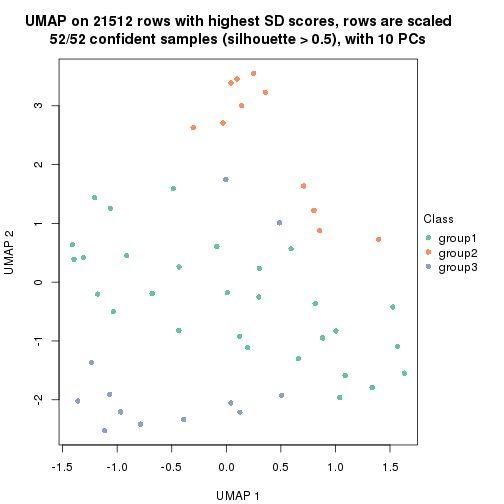 UMAP on 21512 rows with highest SD scores, rows are scaled
52/52 confident samples (silhouette > 0.5), with 10 PCs
3
2
1
0
-1
-2
UMAP 2
-1.5 -1.0 -0.5 0.0 0.5 1.0 1.5
UMAP 1
Class
group1
group2
group3